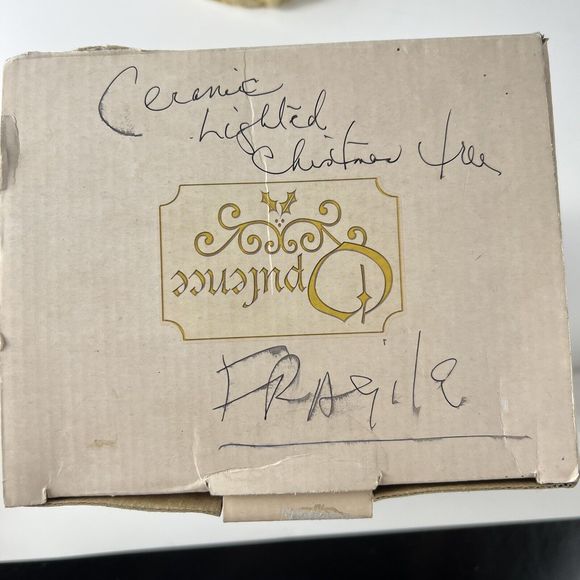 Ceramic
Lighted
Christmas tree
Opulence
FRAgile